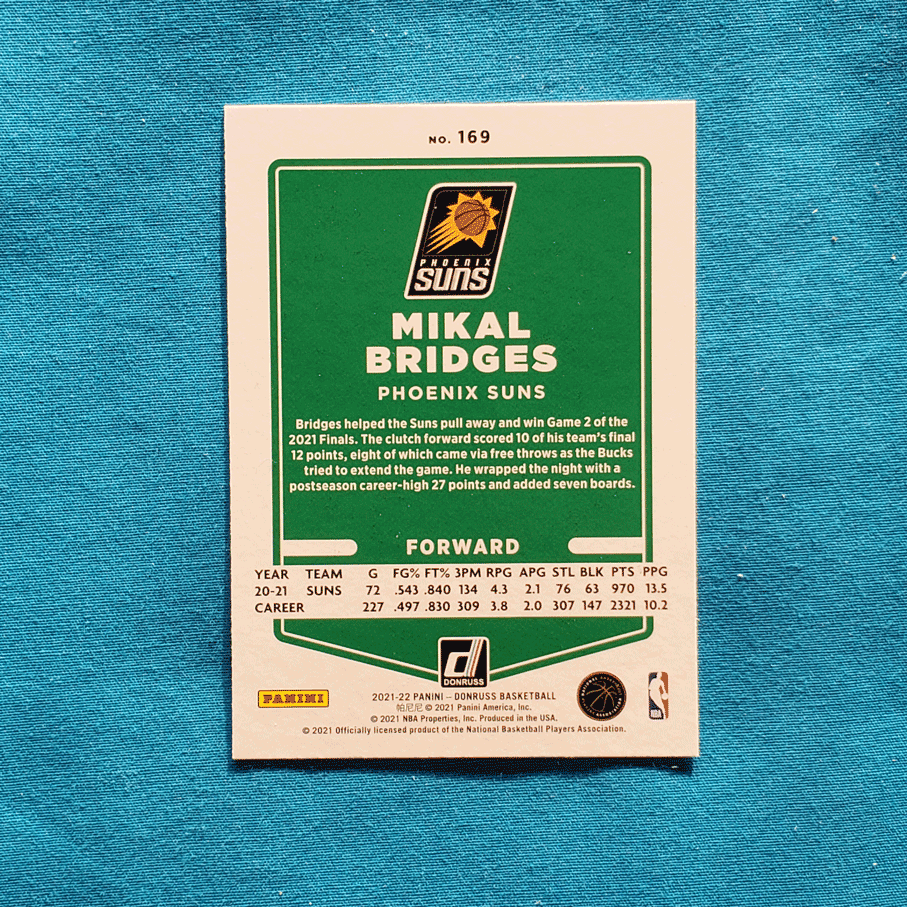 NO. 169
PHOENIX
SUNS
MIKAL
BRIDGES
PHOENIX SUNS
Bridges helped the Suns pull away and win Game 2 of the
2021 Finals. The clutch forward scored 10 of his team's final
12 points, eight of which came via free throws as the Bucks
tried to extend the game. He wrapped the night with a
postseason career-high 27 points and added seven boards.
FORWARD
YEAR TEAM G FG% FT% 3PM RPG APG STL BLK PTS PPG
20-21 SUNS 72 .543 .840 134 4.3 2.1 76 63 970 13.5
CAREER 227 .497 .830 309 3.8 2.0 307 147 2321 10.2
d
DONRUSS
PANINI
2021-22 PANINI – DONRUSS BASKETBALL
帕尼尼 © 2021 Panini America, Inc.
© 2021 NBA Properties, Inc. Produced in the USA.
© 2021 Officially licensed product of the National Basketball Players Association.
NBA